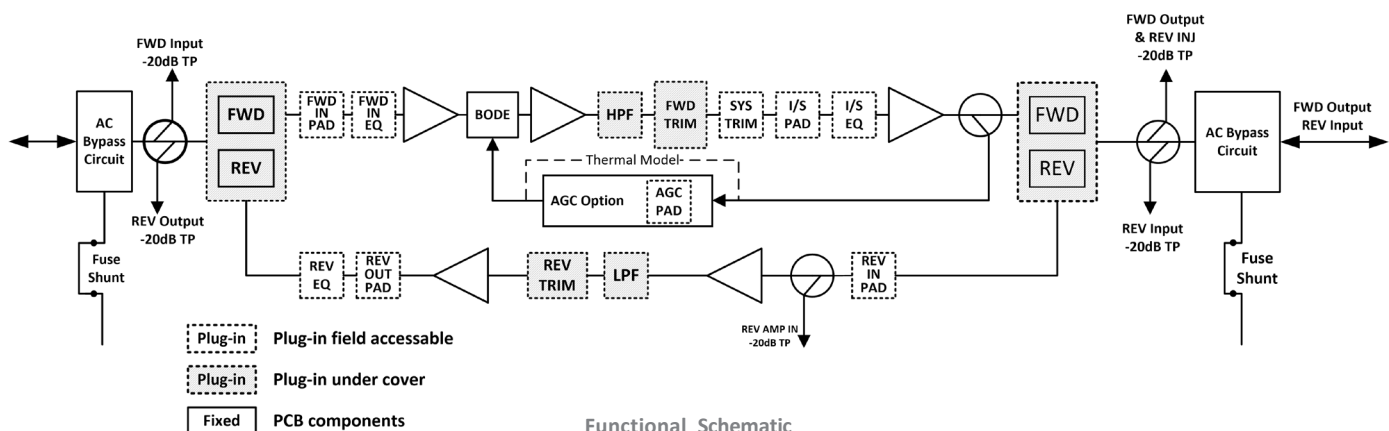 FWD Input
-20dB TP
AC
Bypass
Circuit
REV Output
-20dB TP
Fuse
Shunt
FWD
REV
FWD
IN
PAD
FWD
IN
EQ
BODE
HPF
FWD
TRIM
SYS
TRIM
I/S
PAD
I/S
EQ
Thermal Model
AGC Option
AGC
PAD
FWD
REV
FWD Output
& REV INJ
-20dB TP
AC Bypass
Circuit
FWD Output
REV Input
REV Input
-20dB TP
Fuse
Shunt
REV
EQ
REV
OUT
PAD
REV
TRIM
LPF
REV
IN
PAD
REV AMP IN
-20dB TP
Plug-in Plug-in field accessable
Plug-in Plug-in under cover
Fixed PCB components
Functional Schematic